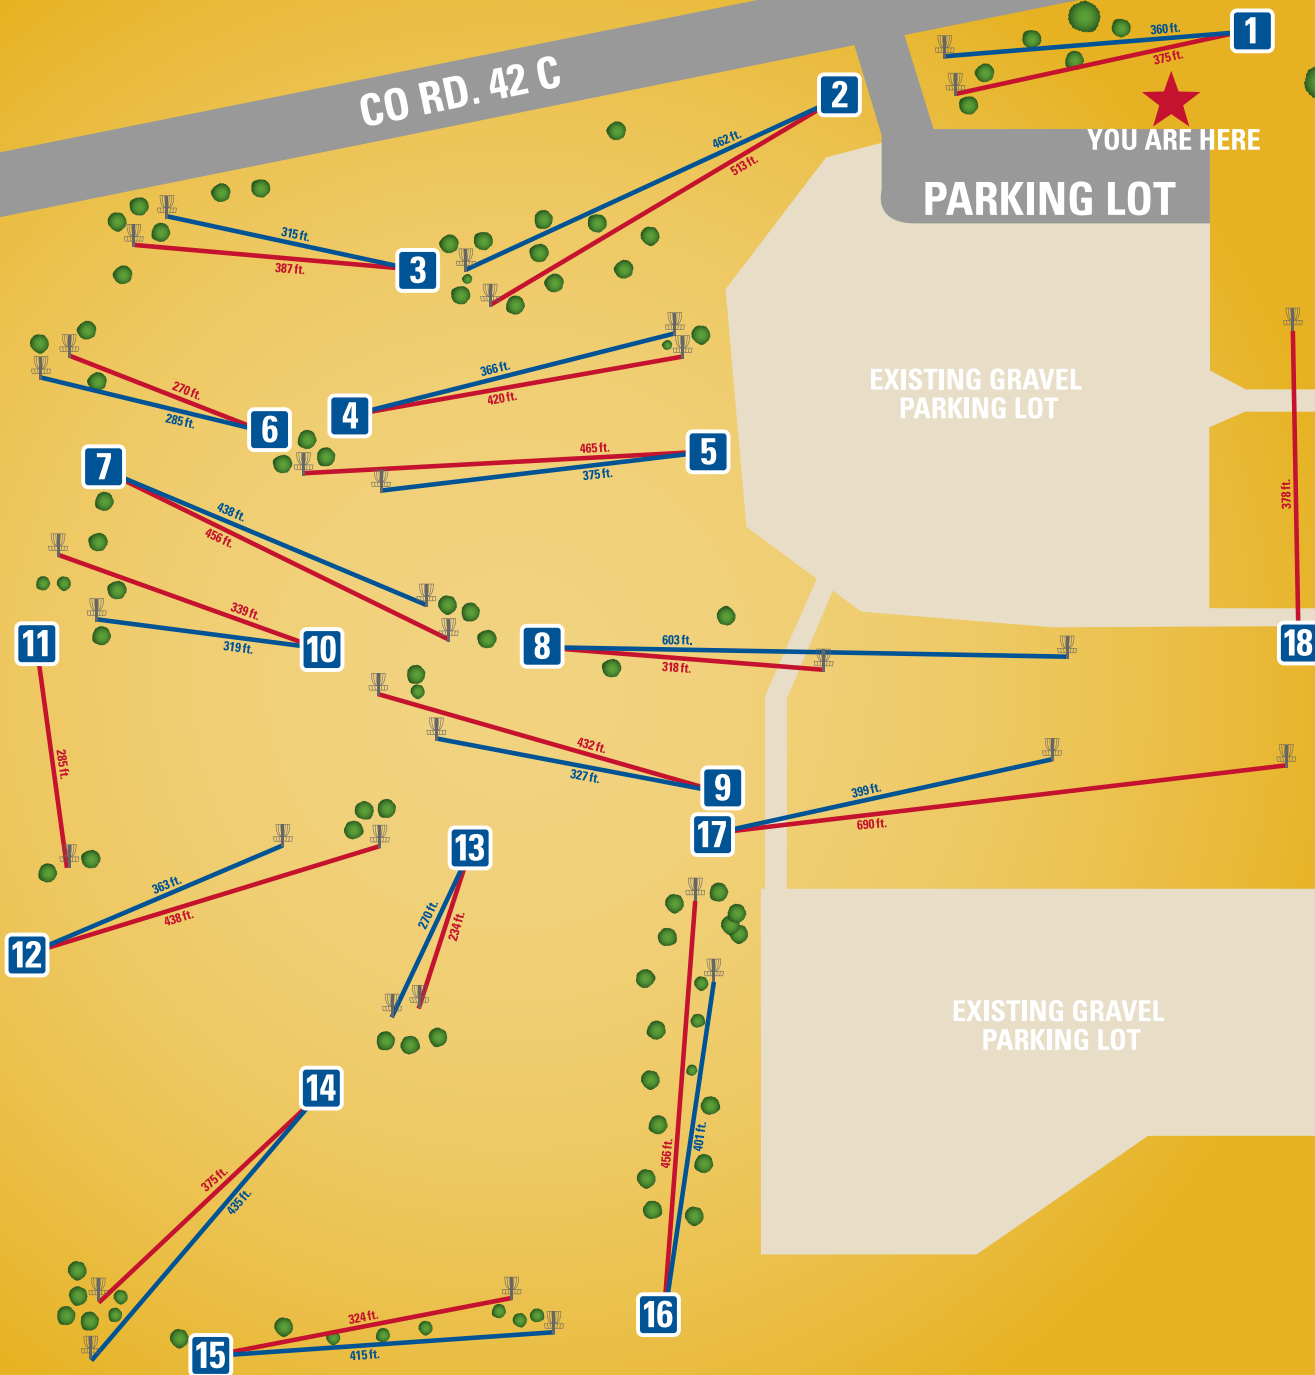 1
360 ft.
375 ft.
YOU ARE HERE
PARKING LOT
CO RD. 42 C
2
462 ft.
513 ft.
3
315 ft.
387 ft.
EXISTING GRAVEL
PARKING LOT
4
366 ft.
420 ft.
5
465 ft.
375 ft.
6
270 ft.
285 ft.
7
438 ft.
456 ft.
378 ft.
18
8
603 ft.
318 ft.
10
339 ft.
319 ft.
11
285 ft.
9
432 ft.
327 ft.
17
399 ft.
690 ft.
12
363 ft.
438 ft.
13
270 ft.
234 ft.
EXISTING GRAVEL
PARKING LOT
14
375 ft.
435 ft.
16
456 ft.
401 ft.
15
324 ft.
415 ft.